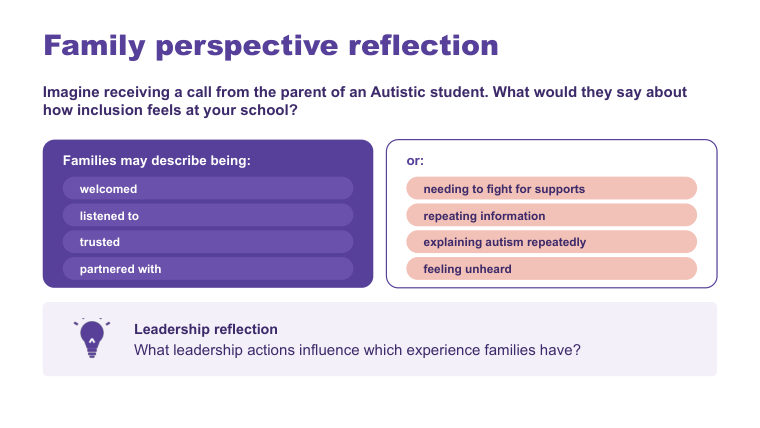 Family perspective reflection
Imagine receiving a call from the parent of an Autistic student. What would they say about
how inclusion feels at your school?
Families may describe being:
welcomed
listened to
trusted
partnered with
or:
needing to fight for supports
repeating information
explaining autism repeatedly
feeling unheard
Leadership reflection
What leadership actions influence which experience families have?